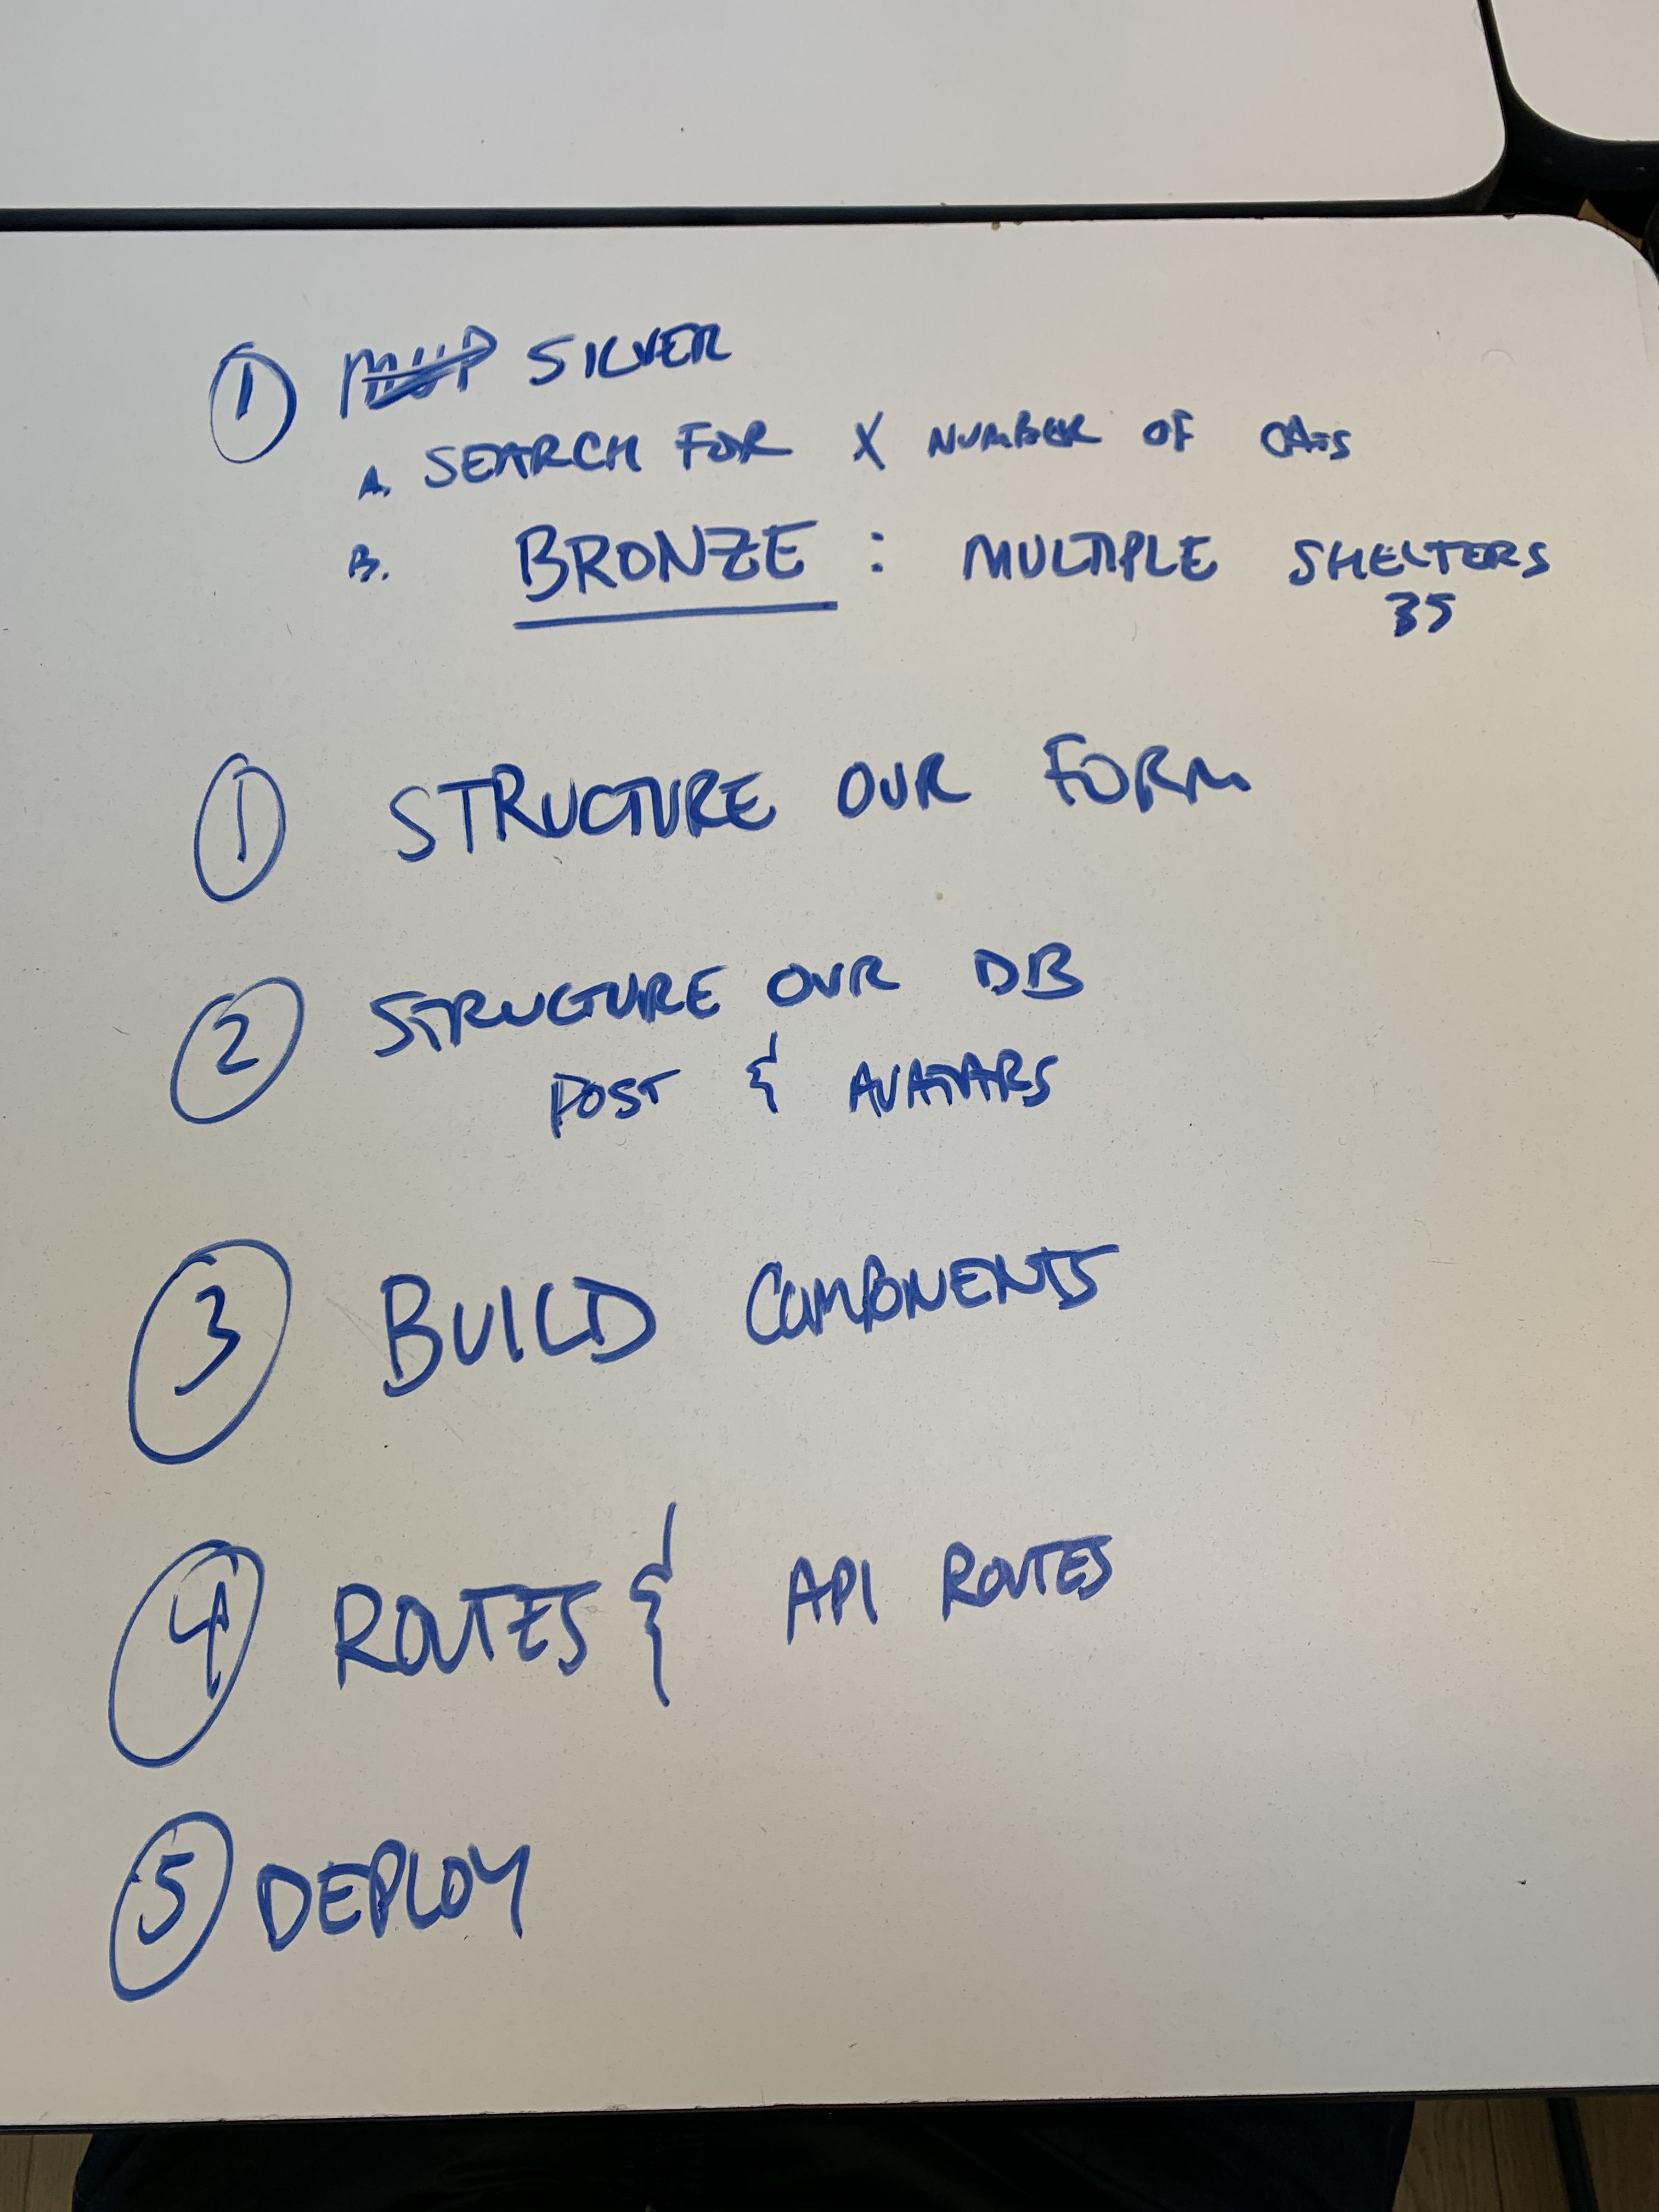 ① MVP SILVER
A. SEARCH FOR X NUMBER OF CATS
B. BRONZE : MULTIPLE SHELTERS
35
① STRUCTURE OUR FORM
② STRUCTURE OUR DB
POST & AVATARS
③ BUILD COMPONENTS
④ ROUTES & API ROUTES
⑤ DEPLOY